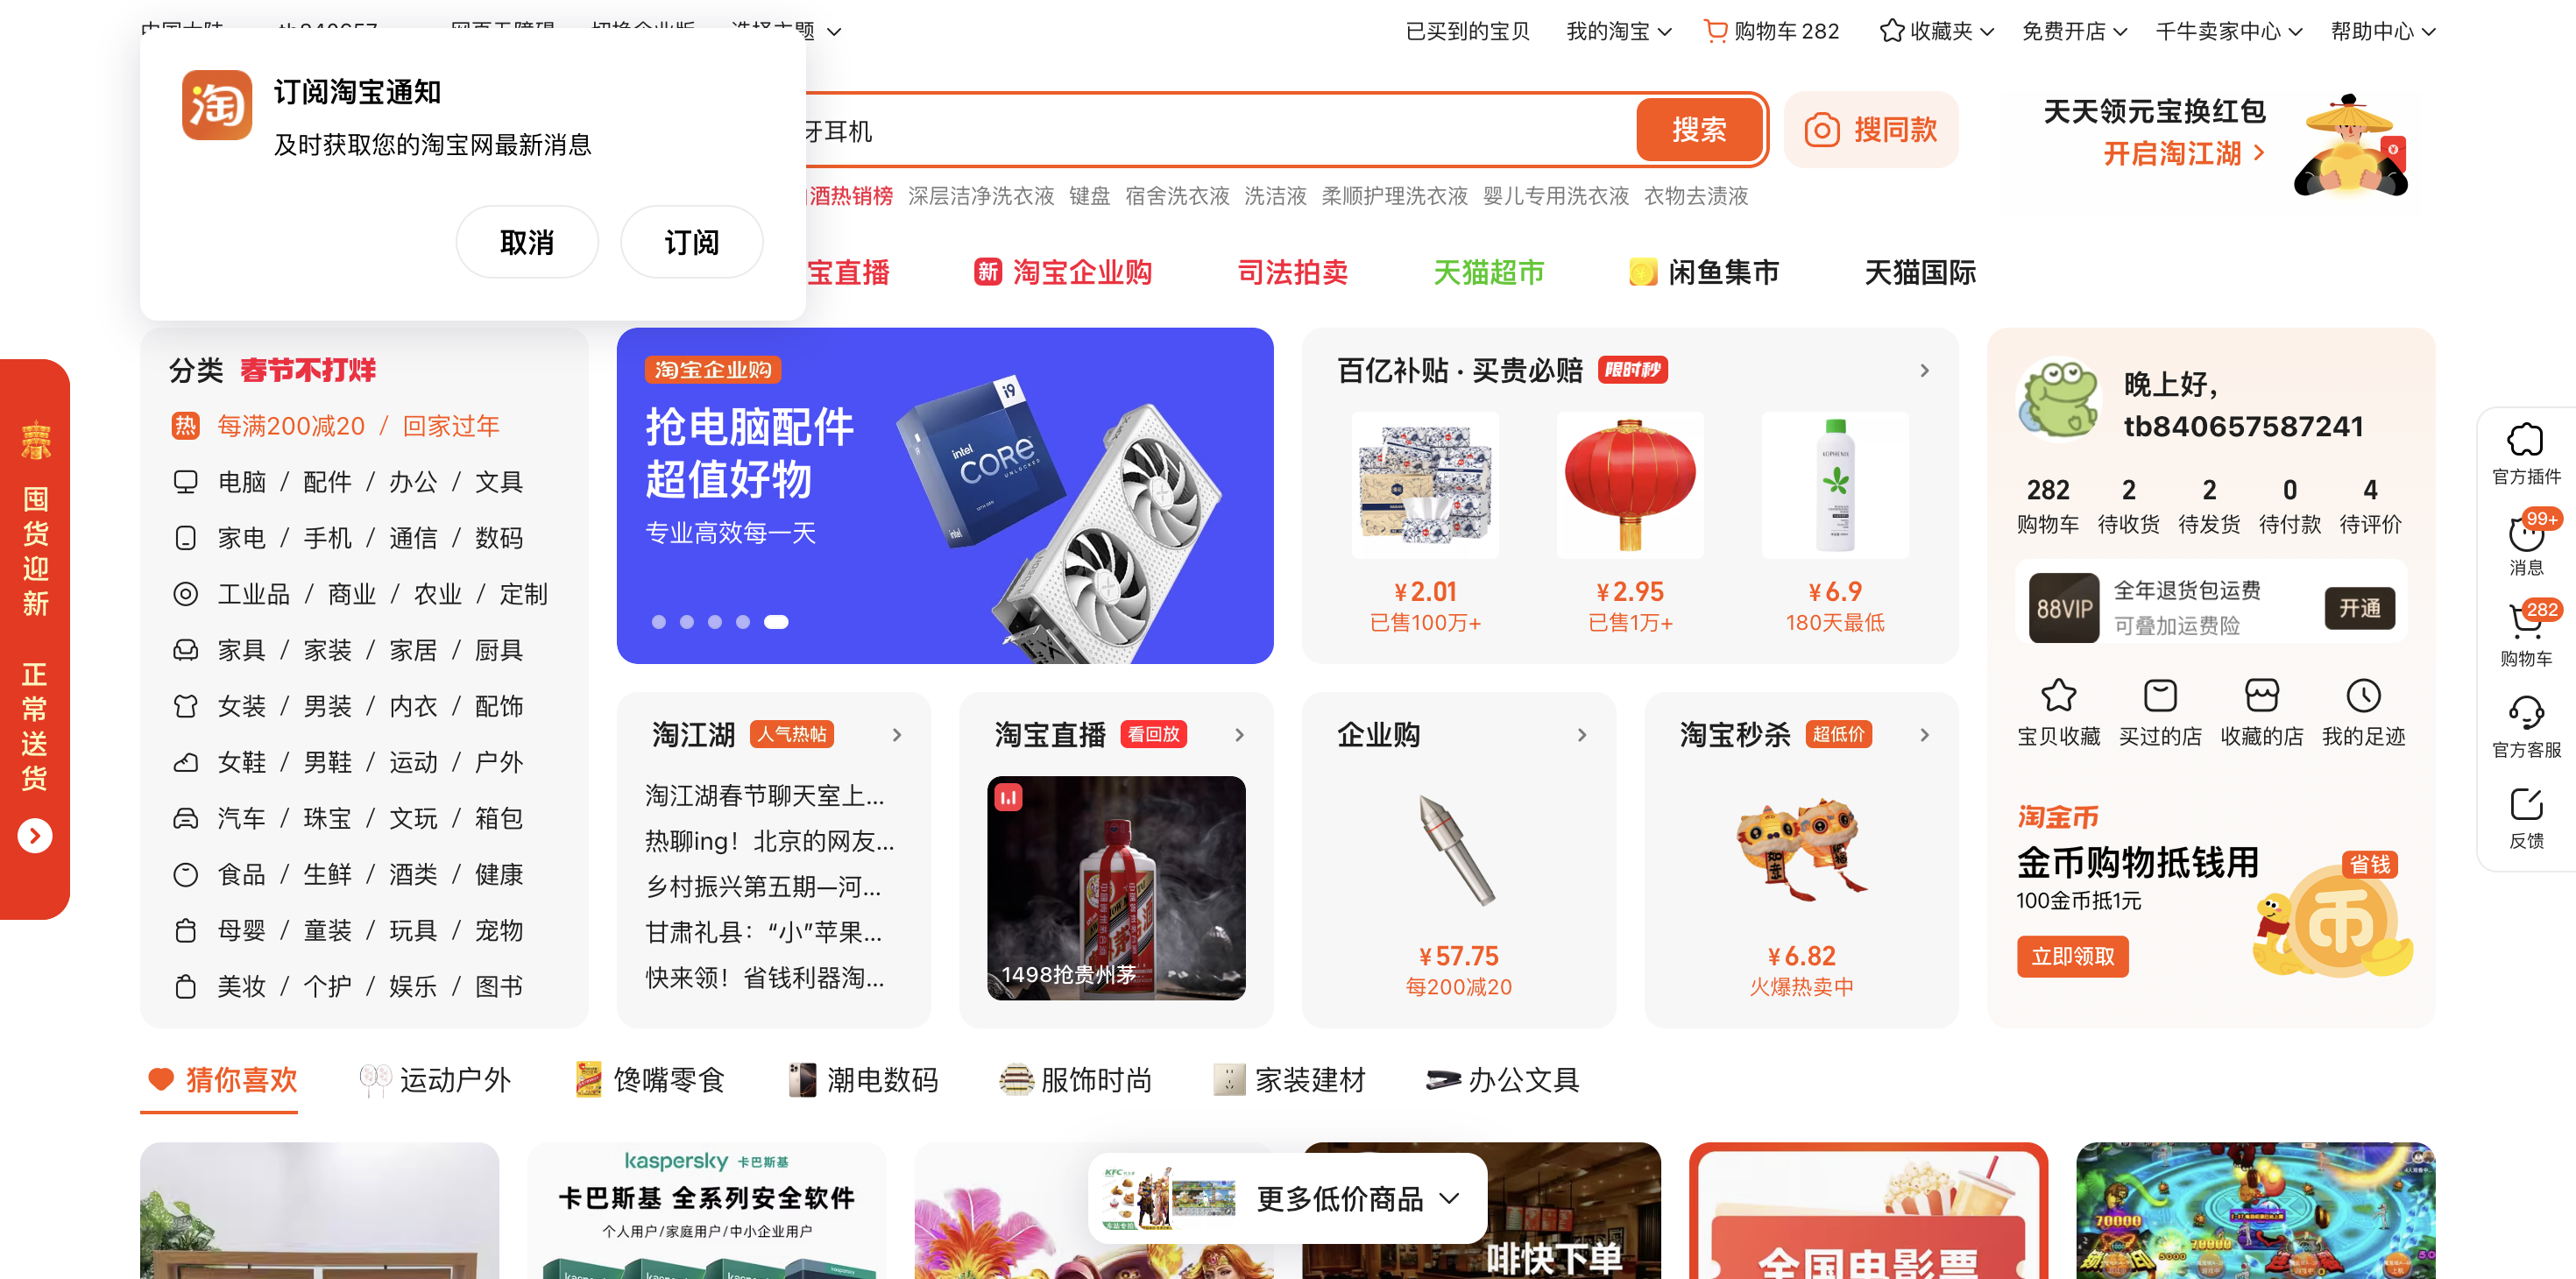 已买到的宝贝 我的淘宝 购物车 282 收藏夹 免费开店 千牛卖家中心 帮助中心
淘 订阅淘宝通知
及时获取您的淘宝网最新消息
取消 订阅
牙耳机 搜索 搜同款
天天领元宝换红包
开启淘江湖
酒热销榜 深层洁净洗衣液 键盘 宿舍洗衣液 洗洁液 柔顺护理洗衣液 婴儿专用洗衣液 衣物去渍液
宝直播 新 淘宝企业购 司法拍卖 天猫超市 闲鱼集市 天猫国际
囤货迎新
正常送货
分类 春节不打烊
热 每满200减20 / 回家过年
电脑 / 配件 / 办公 / 文具
家电 / 手机 / 通信 / 数码
工业品 / 商业 / 农业 / 定制
家具 / 家装 / 家居 / 厨具
女装 / 男装 / 内衣 / 配饰
女鞋 / 男鞋 / 运动 / 户外
汽车 / 珠宝 / 文玩 / 箱包
食品 / 生鲜 / 酒类 / 健康
母婴 / 童装 / 玩具 / 宠物
美妆 / 个护 / 娱乐 / 图书
淘宝企业购
抢电脑配件
超值好物
专业高效每一天
intel
CORE
UNLOCKED
i9
intel
百亿补贴 · 买贵必赔 限时秒
KOPHENIX
¥2.01 ¥2.95 ¥6.9
已售100万+ 已售1万+ 180天最低
淘江湖 人气热帖
淘江湖春节聊天室上...
热聊ing！北京的网友...
乡村振兴第五期—河...
甘肃礼县：“小”苹果...
快来领！省钱利器淘...
淘宝直播 看回放
1498抢贵州茅
企业购
¥57.75
每200减20
淘宝秒杀 超低价
¥6.82
火爆热卖中
晚上好，
tb840657587241
282 2 2 0 4
购物车 待收货 待发货 待付款 待评价
88VIP 全年退货包运费
可叠加运费险
开通
宝贝收藏 买过的店 收藏的店 我的足迹
淘金币
金币购物抵钱用
100金币抵1元
立即领取
省钱
币
官方插件
99+
消息
282
购物车
官方客服
反馈
猜你喜欢 运动户外 馋嘴零食 潮电数码 服饰时尚 家装建材 办公文具
kaspersky 卡巴斯基
卡巴斯基 全系列安全软件
个人用户/家庭用户/中小企业用户
kaspersky
KFC
更多低价商品
啡快下单
全国电影票
70000
70000
5000